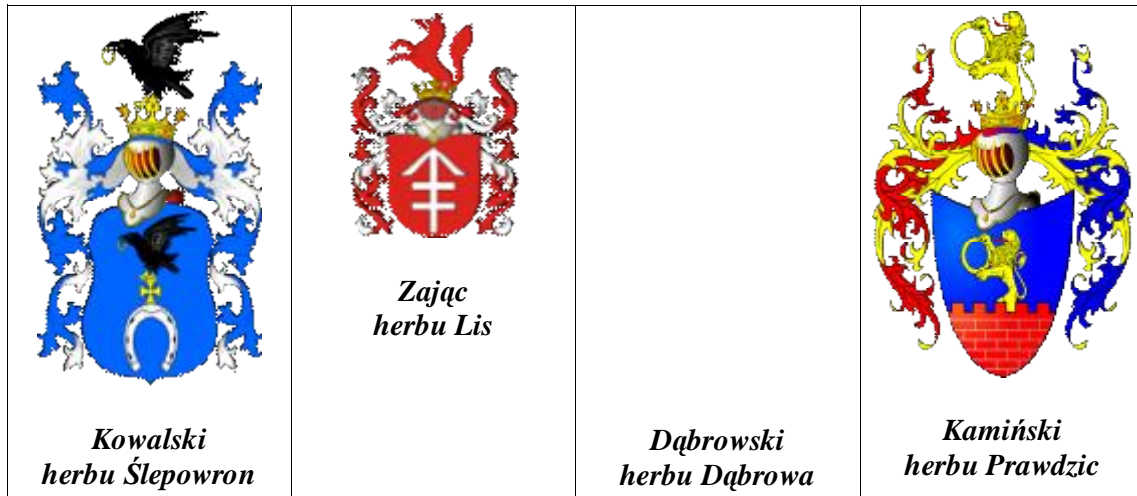 Kowalski
herbu Ślepowron
Zając
herbu Lis
Dąbrowski
herbu Dąbrowa
Kamiński
herbu Prawdzic